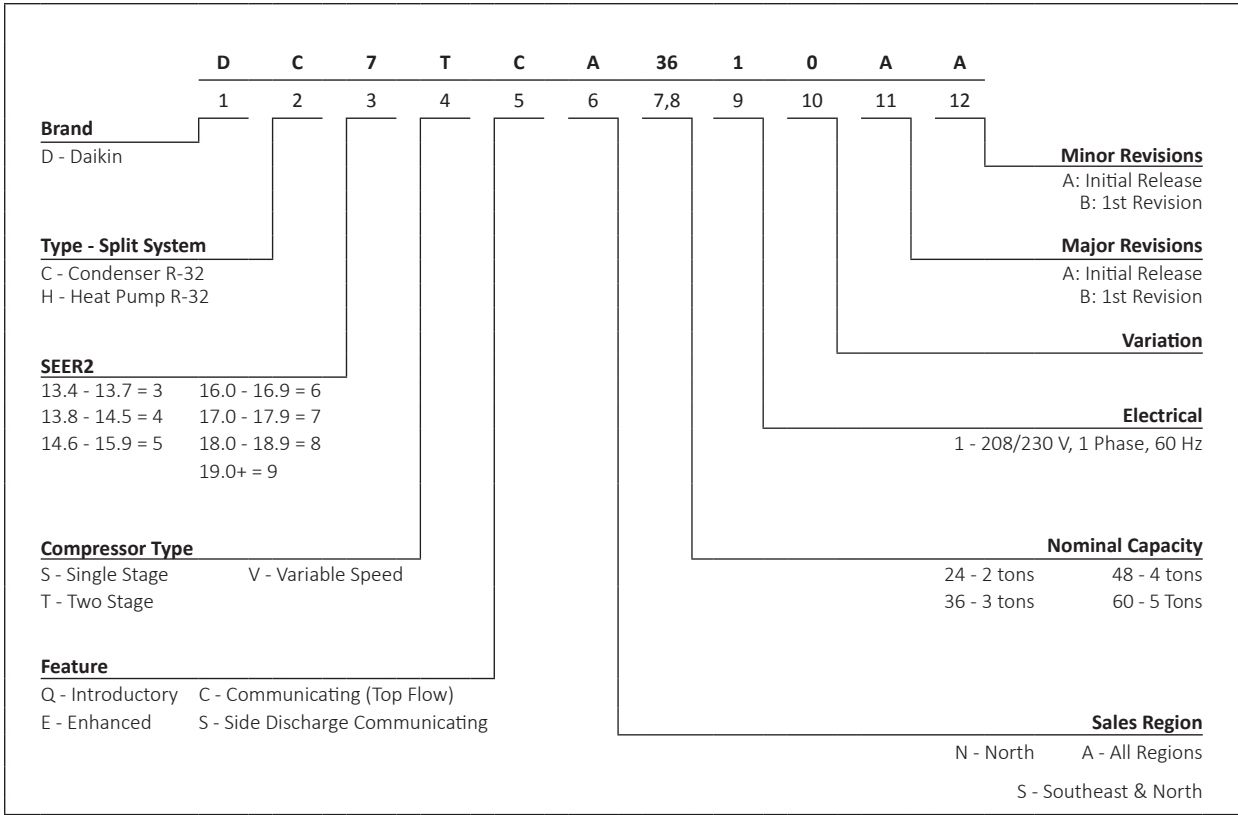 D C 7 T C A 36 1 0 A A
1 2 3 4 5 6 7,8 9 10 11 12
Brand
D - Daikin
Minor Revisions
A: Initial Release
B: 1st Revision
Type - Split System
C - Condenser R-32
H - Heat Pump R-32
Major Revisions
A: Initial Release
B: 1st Revision
Variation
SEER2
13.4 - 13.7 = 3 16.0 - 16.9 = 6
13.8 - 14.5 = 4 17.0 - 17.9 = 7
14.6 - 15.9 = 5 18.0 - 18.9 = 8
19.0+ = 9
Electrical
1 - 208/230 V, 1 Phase, 60 Hz
Compressor Type
S - Single Stage V - Variable Speed
T - Two Stage
Nominal Capacity
24 - 2 tons 48 - 4 tons
36 - 3 tons 60 - 5 Tons
Feature
Q - Introductory C - Communicating (Top Flow)
E - Enhanced S - Side Discharge Communicating
Sales Region
N - North A - All Regions
S - Southeast & North